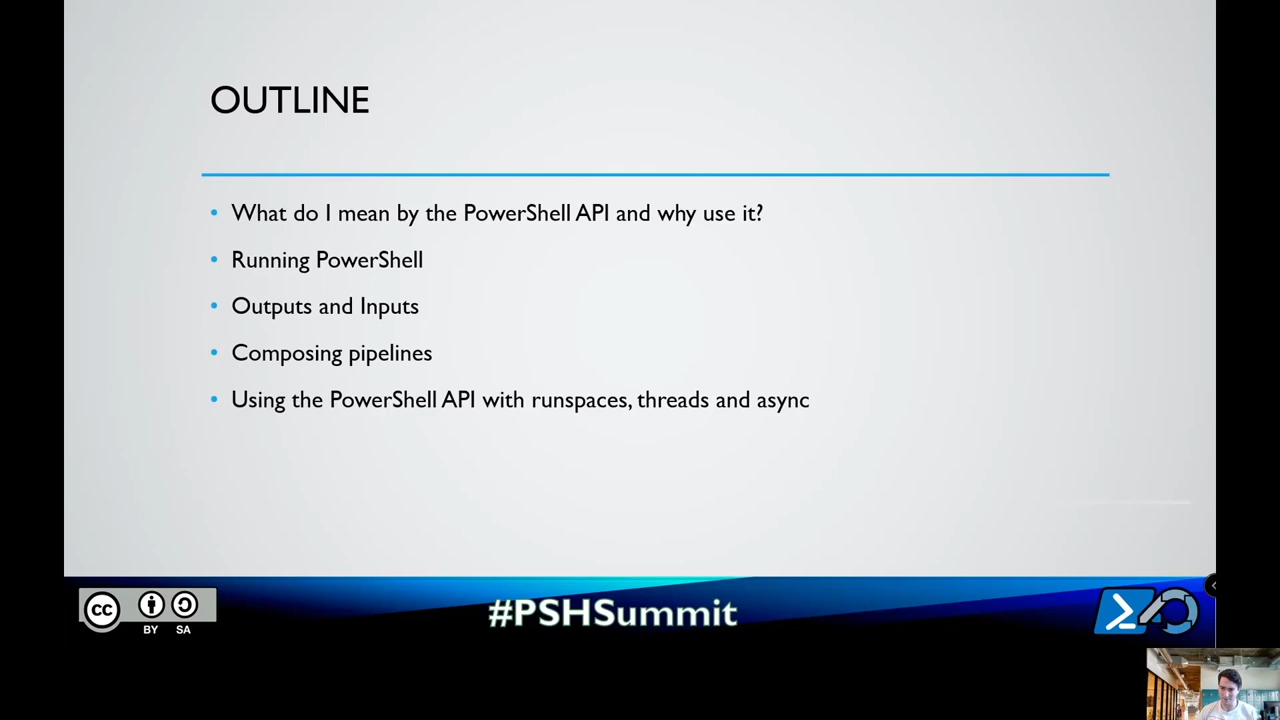 OUTLINE
• What do I mean by the PowerShell API and why use it?
• Running PowerShell
• Outputs and Inputs
• Composing pipelines
• Using the PowerShell API with runspaces, threads and async
cc
BY SA
#PSHSummit